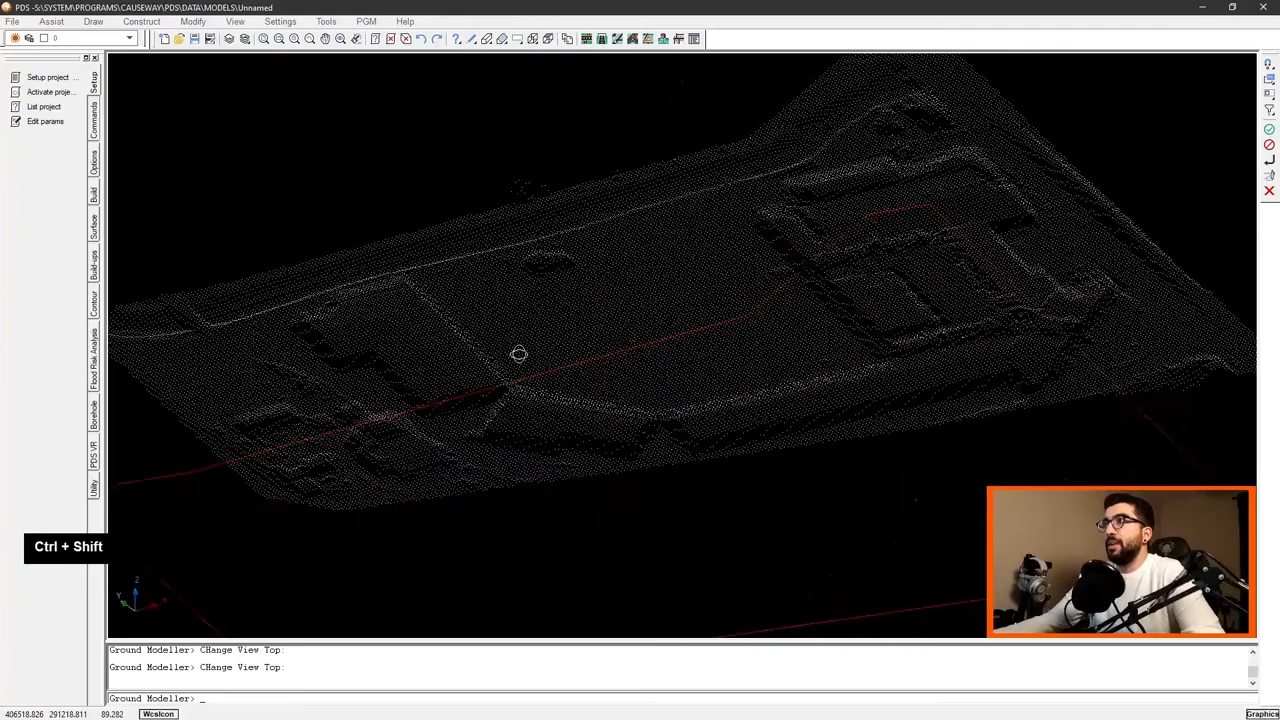 PDS -S:\SYSTEM\PROGRAMS\CAUSEWAY\PDS\DATA\MODELS\Unnamed
File Assist Draw Construct Modify View Settings Tools PGM Help
0
Setup project ...
Activate proje...
List project
Edit params
Setup
Commands
Options
Build
Surface
Build-ups
Contour
Flood Risk Analysis
Borehole
PDS VR
Utility
Ctrl + Shift
Z
Y
Ground Modeller> CHange View Top:
Ground Modeller> CHange View Top:
Ground Modeller> _
406518.826 291218.811 89.282 WcsIcon Graphics